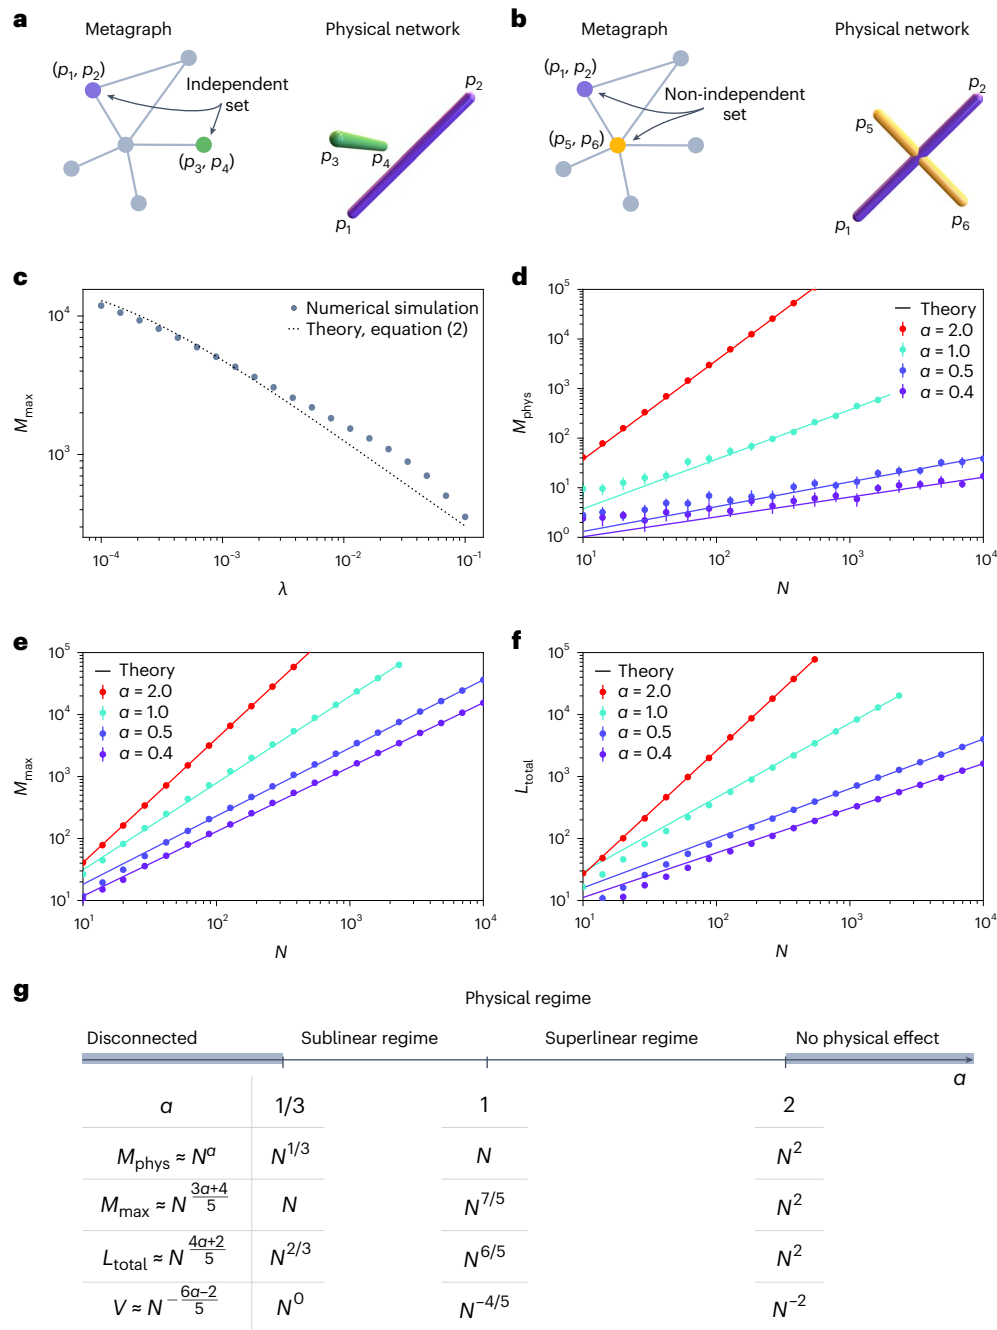 a
Metagraph
Physical network
(p1, p2)
Independent
set
(p3, p4)
p2
p3
p4
p1
b
Metagraph
Physical network
(p1, p2)
Non-independent
set
(p5, p6)
p2
p5
p1
p6
c
Mmax
10^4
10^3
Numerical simulation
Theory, equation (2)
10^−4
10^−3
10^−2
10^−1
λ
d
Mphys
10^5
10^4
10^3
10^2
10^1
10^0
Theory
α = 2.0
α = 1.0
α = 0.5
α = 0.4
10^1
10^2
10^3
10^4
N
e
Mmax
10^5
10^4
10^3
10^2
10^1
Theory
α = 2.0
α = 1.0
α = 0.5
α = 0.4
10^1
10^2
10^3
10^4
N
f
Ltotal
10^5
10^4
10^3
10^2
10^1
Theory
α = 2.0
α = 1.0
α = 0.5
α = 0.4
10^1
10^2
10^3
10^4
N
g
Physical regime
Disconnected Sublinear regime Superlinear regime No physical effect
α
α 1/3 1 2
Mphys ≈ N^α N^1/3 N N^2
Mmax ≈ N^(3α+4)/5 N N^7/5 N^2
Ltotal ≈ N^(4α+2)/5 N^2/3 N^6/5 N^2
V ≈ N^−(6α−2)/5 N^0 N^−4/5 N^−2